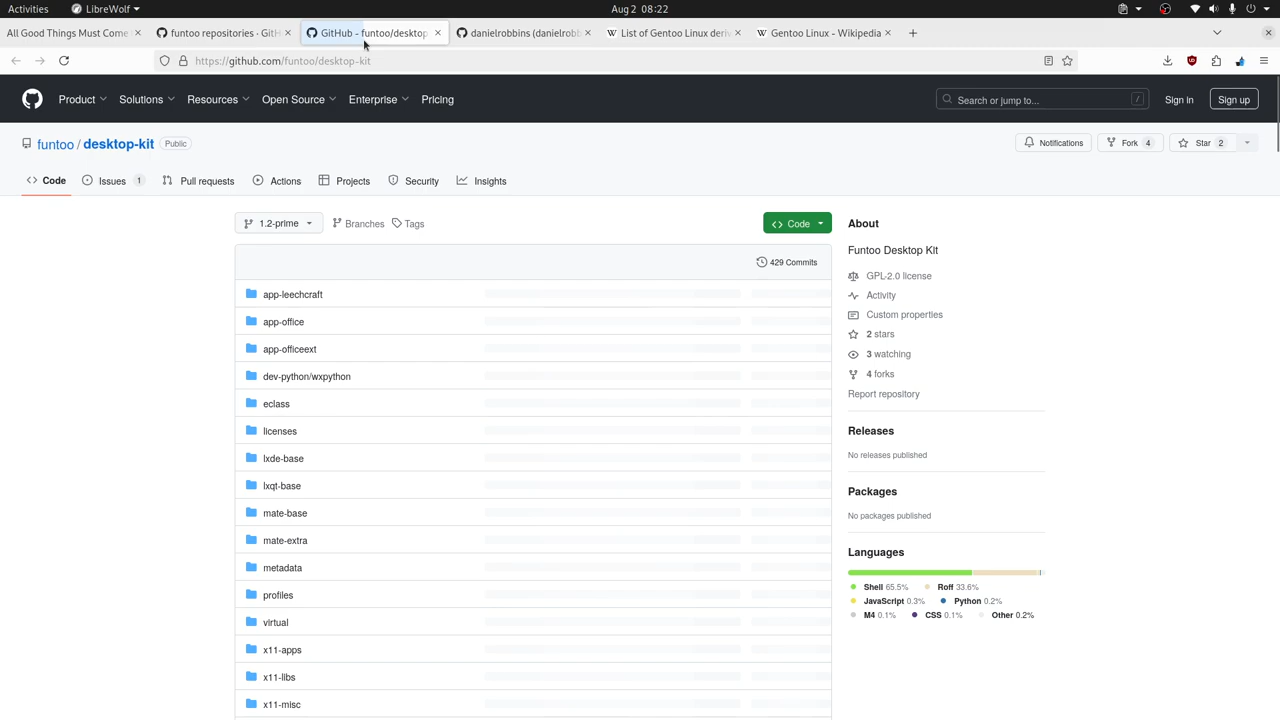 Activities LibreWolf Aug 2 08:22
All Good Things Must Come funtoo repositories · GitH GitHub - funtoo/desktop danielrobbins (danielrobb List of Gentoo Linux deriv Gentoo Linux - Wikipedia
https://github.com/funtoo/desktop-kit
Product Solutions Resources Open Source Enterprise Pricing Search or jump to... / Sign in Sign up
funtoo / desktop-kit Public Notifications Fork 4 Star 2
Code Issues 1 Pull requests Actions Projects Security Insights
1.2-prime Branches Tags Code
429 Commits
app-leechcraft
app-office
app-officeext
dev-python/wxpython
eclass
licenses
lxde-base
lxqt-base
mate-base
mate-extra
metadata
profiles
virtual
x11-apps
x11-libs
x11-misc
About
Funtoo Desktop Kit
GPL-2.0 license
Activity
Custom properties
2 stars
3 watching
4 forks
Report repository
Releases
No releases published
Packages
No packages published
Languages
Shell 65.5% Roff 33.6%
JavaScript 0.3% Python 0.2%
M4 0.1% CSS 0.1% Other 0.2%